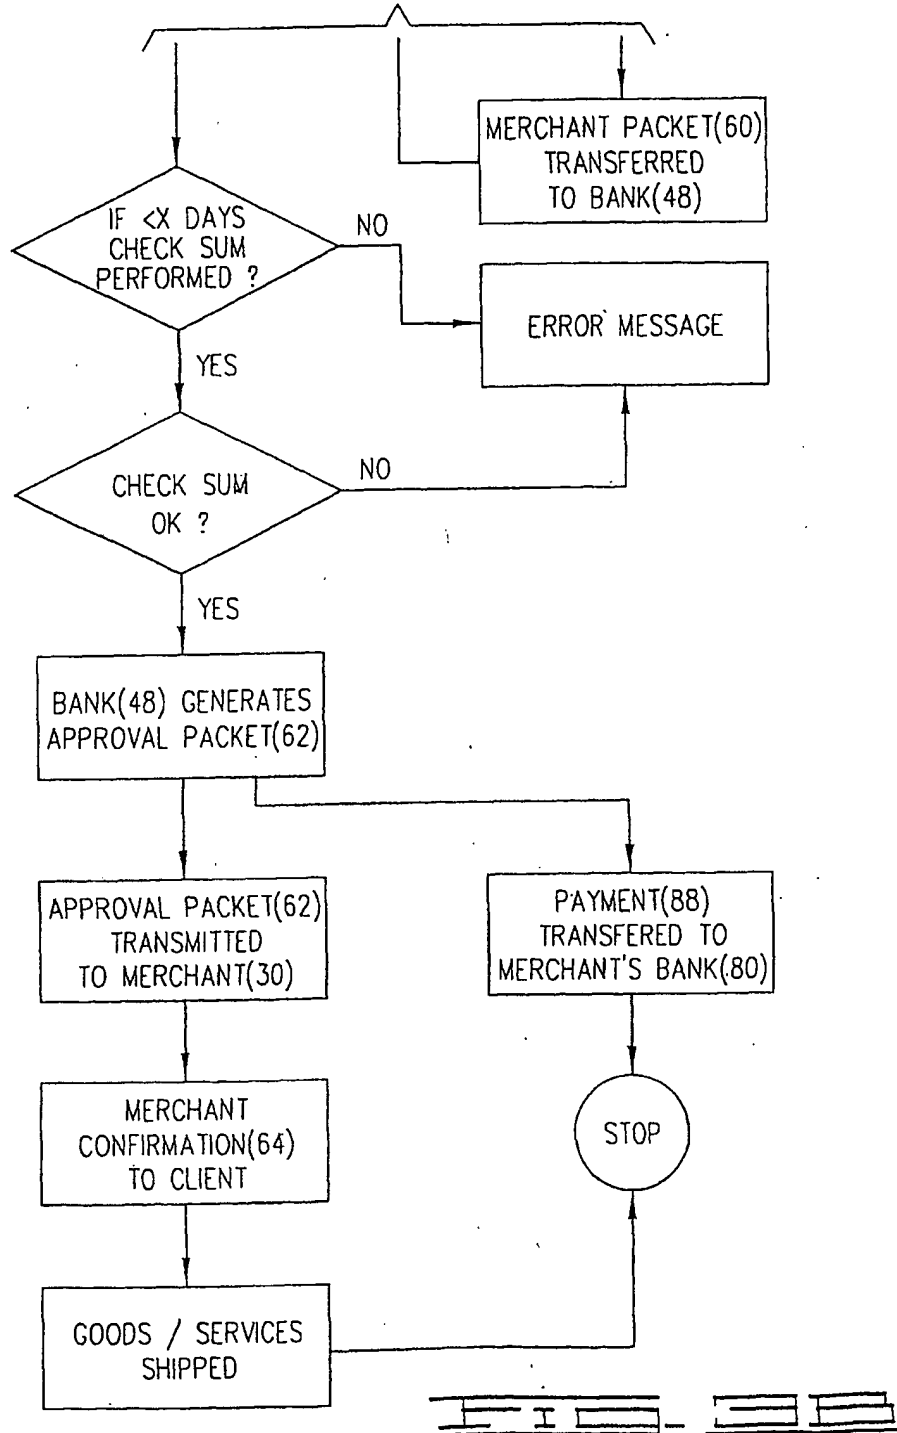 MERCHANT PACKET(60)
TRANSFERRED
TO BANK(48)
IF <X DAYS
CHECK SUM
PERFORMED ?
NO
ERROR MESSAGE
YES
CHECK SUM
OK ?
NO
YES
BANK(48) GENERATES
APPROVAL PACKET(62)
APPROVAL PACKET(62)
TRANSMITTED
TO MERCHANT(30)
PAYMENT(88)
TRANSFERED TO
MERCHANT'S BANK(80)
MERCHANT
CONFIRMATION(64)
TO CLIENT
STOP
GOODS / SERVICES
SHIPPED